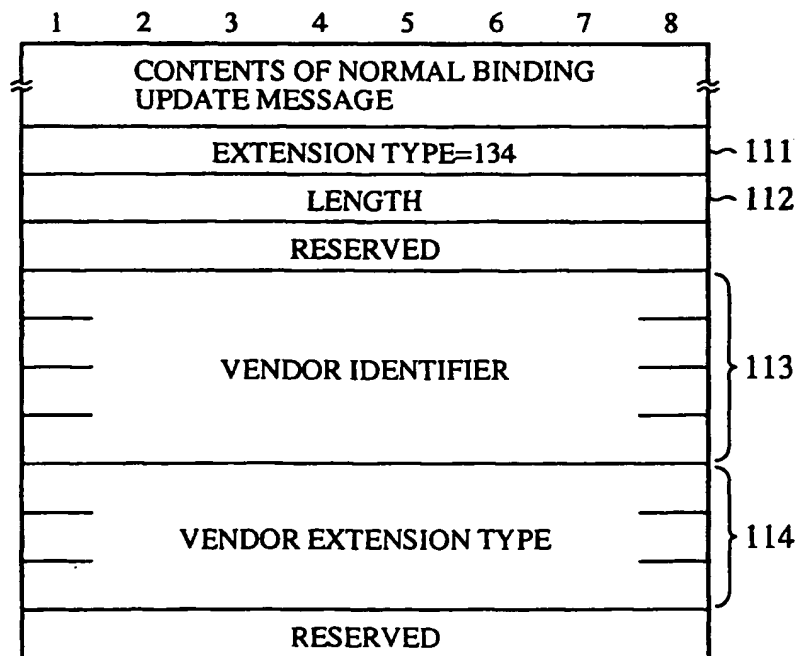 1 2 3 4 5 6 7 8
CONTENTS OF NORMAL BINDING
UPDATE MESSAGE
EXTENSION TYPE=134 111
LENGTH 112
RESERVED
VENDOR IDENTIFIER 113
VENDOR EXTENSION TYPE 114
RESERVED